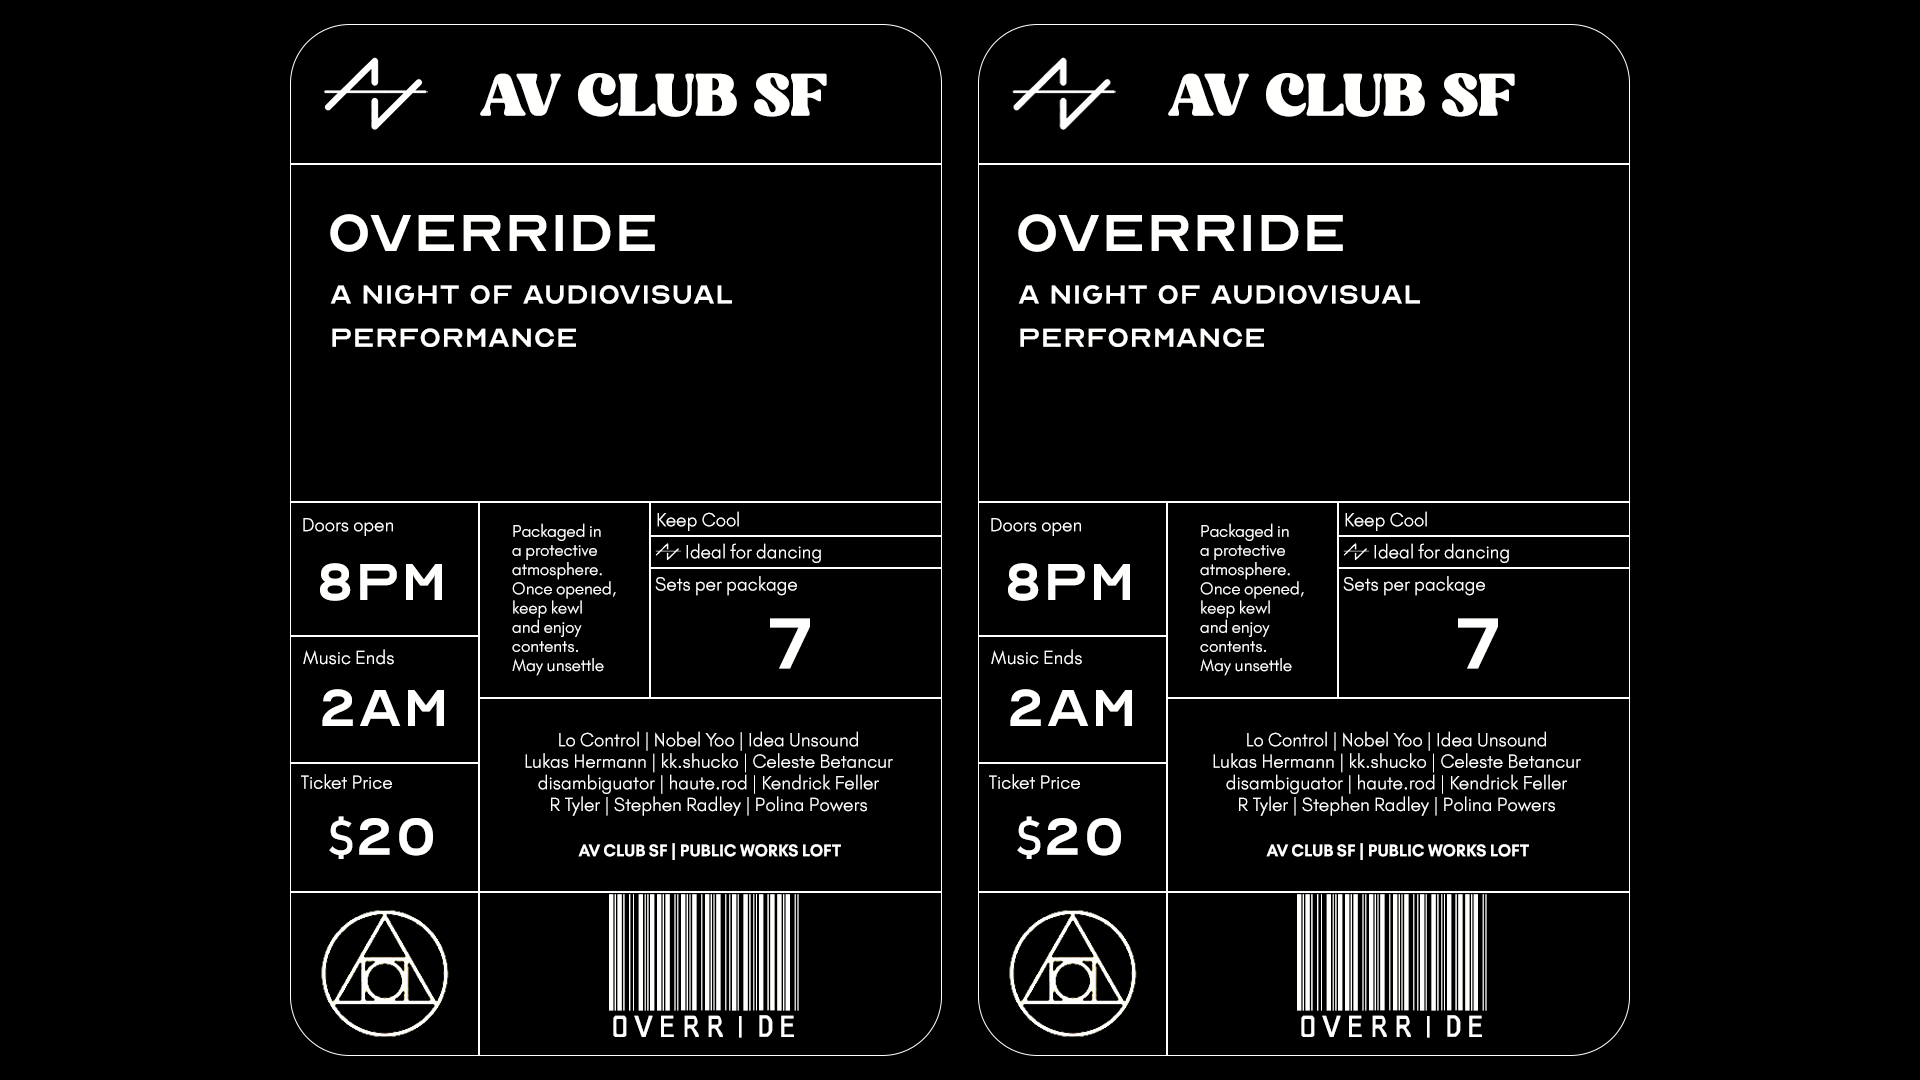 AV CLUB SF
OVERRIDE
A NIGHT OF AUDIOVISUAL
PERFORMANCE
Doors open
8PM
Music Ends
2AM
Ticket Price
$20
Packaged in
a protective
atmosphere.
Once opened,
keep kewl
and enjoy
contents.
May unsettle
Keep Cool
Ideal for dancing
Sets per package
7
Lo Control | Nobel Yoo | Idea Unsound
Lukas Hermann | kk.shucko | Celeste Betancur
disambiguator | haute.rod | Kendrick Feller
R Tyler | Stephen Radley | Polina Powers
AV CLUB SF | PUBLIC WORKS LOFT
OVERRIDE
AV CLUB SF
OVERRIDE
A NIGHT OF AUDIOVISUAL
PERFORMANCE
Doors open
8PM
Music Ends
2AM
Ticket Price
$20
Packaged in
a protective
atmosphere.
Once opened,
keep kewl
and enjoy
contents.
May unsettle
Keep Cool
Ideal for dancing
Sets per package
7
Lo Control | Nobel Yoo | Idea Unsound
Lukas Hermann | kk.shucko | Celeste Betancur
disambiguator | haute.rod | Kendrick Feller
R Tyler | Stephen Radley | Polina Powers
AV CLUB SF | PUBLIC WORKS LOFT
OVERRIDE